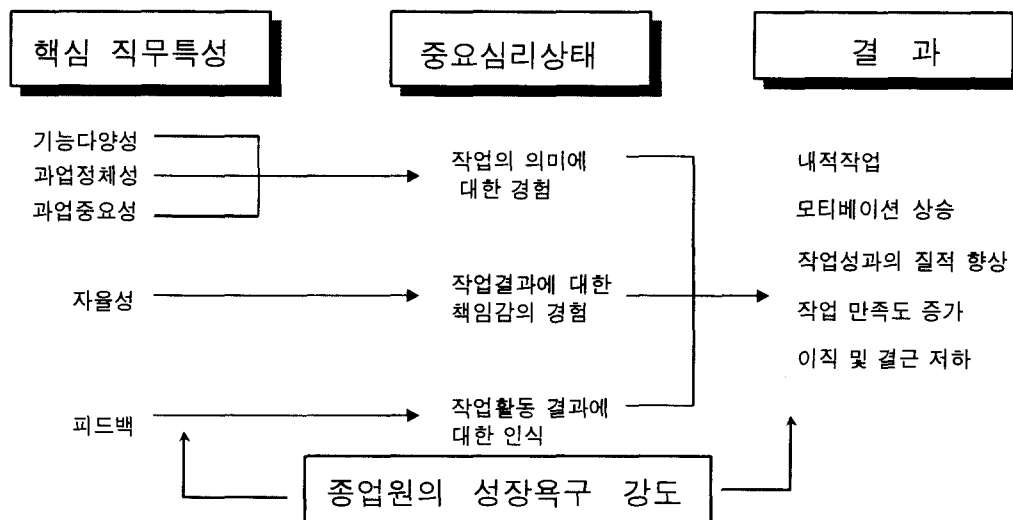 핵심 직무특성
중요심리상태
결 과
기능다양성
과업정체성
과업중요성
작업의 의미에
대한 경험
내적작업
모티베이션 상승
작업성과의 질적 향상
작업 만족도 증가
이직 및 결근 저하
자율성
작업결과에 대한
책임감의 경험
피드백
작업활동 결과에
대한 인식
종업원의 성장욕구 강도